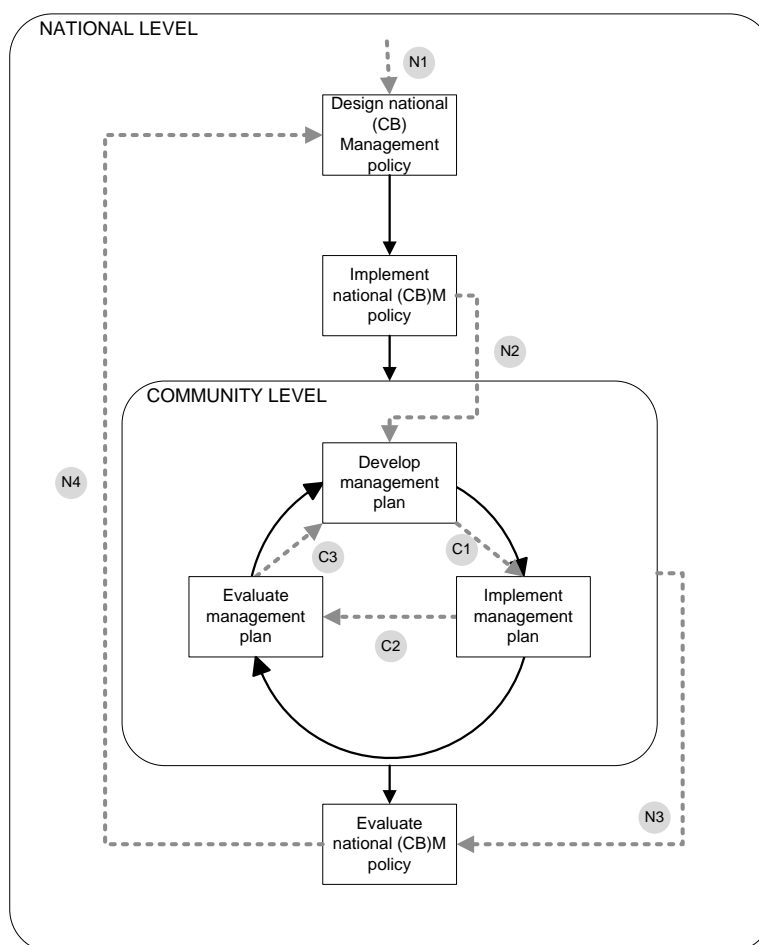 NATIONAL LEVEL
N1
Design national
(CB)
Management
policy
Implement
national (CB)M
policy
N2
COMMUNITY LEVEL
Develop
management
plan
N4
C3
C1
Evaluate
management
plan
Implement
management
plan
C2
N3
Evaluate
national (CB)M
policy